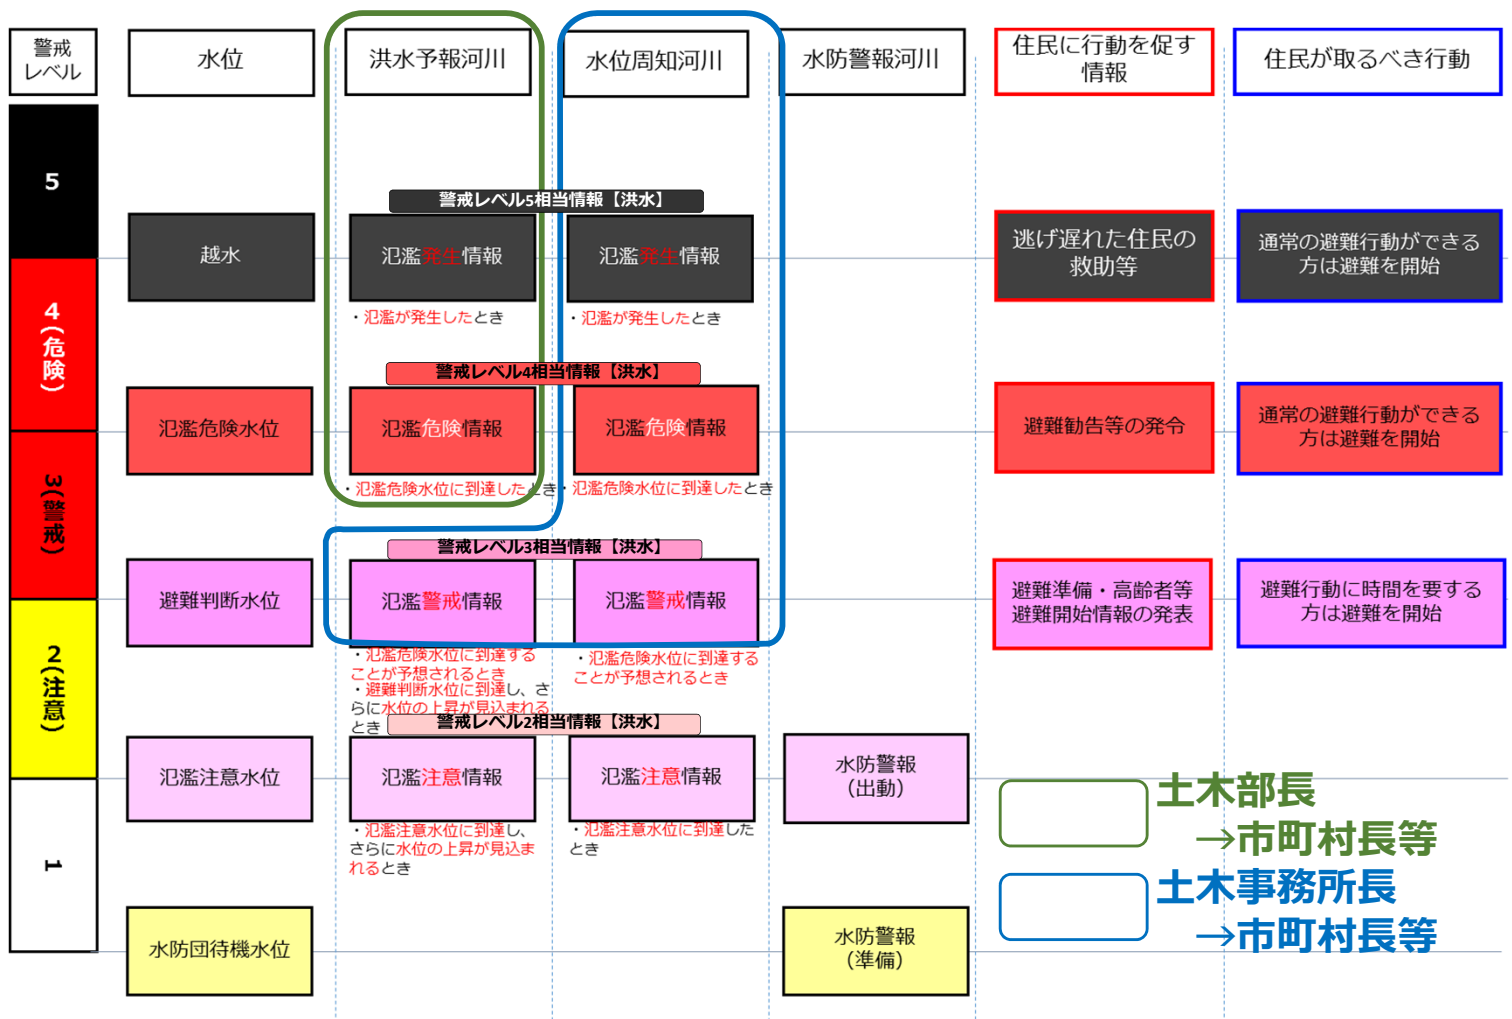 警戒
レベル
水位
洪水予報河川
水位周知河川
水防警報河川
住民に行動を促す
情報
住民が取るべき行動
5
警戒レベル5相当情報【洪水】
越水
氾濫発生情報
氾濫発生情報
逃げ遅れた住民の
救助等
通常の避難行動ができる
方は避難を開始
・氾濫が発生したとき
・氾濫が発生したとき
4(危険)
警戒レベル4相当情報【洪水】
氾濫危険水位
氾濫危険情報
氾濫危険情報
避難勧告等の発令
通常の避難行動ができる
方は避難を開始
・氾濫危険水位に到達したとき
・氾濫危険水位に到達したとき
3(警戒)
警戒レベル3相当情報【洪水】
避難判断水位
氾濫警戒情報
氾濫警戒情報
避難準備・高齢者等
避難開始情報の発表
避難行動に時間を要する
方は避難を開始
・氾濫危険水位に到達する
ことが予想されるとき
・避難判断水位に到達し、さ
らに水位の上昇が見込まれる
とき
・氾濫危険水位に到達する
ことが予想されるとき
2(注意)
警戒レベル2相当情報【洪水】
氾濫注意水位
氾濫注意情報
氾濫注意情報
水防警報
(出動)
・氾濫注意水位に到達し、
さらに水位の上昇が見込ま
れるとき
・氾濫注意水位に到達した
とき
1
水防団待機水位
水防警報
(準備)
土木部長
→市町村長等
土木事務所長
→市町村長等